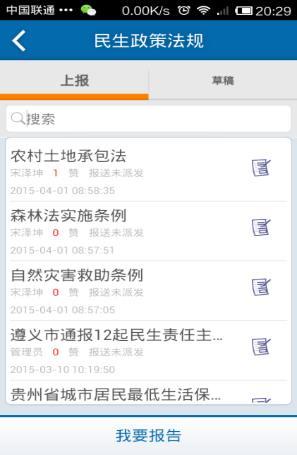 中国联通 ••• 0.00K/s 20:29
民生政策法规
上报 草稿
搜索
农村土地承包法
宋泽坤 1 赞 报送未派发
2015-04-01 08:58:35
森林法实施条例
宋泽坤 0 赞 报送未派发
2015-04-01 08:57:51
自然灾害救助条例
宋泽坤 0 赞 报送未派发
2015-04-01 08:57:05
遵义市通报12起民生责任主...
管理员 0 赞 报送未派发
2015-03-10 10:19:50
贵州省城市居民最低生活保...
我要报告